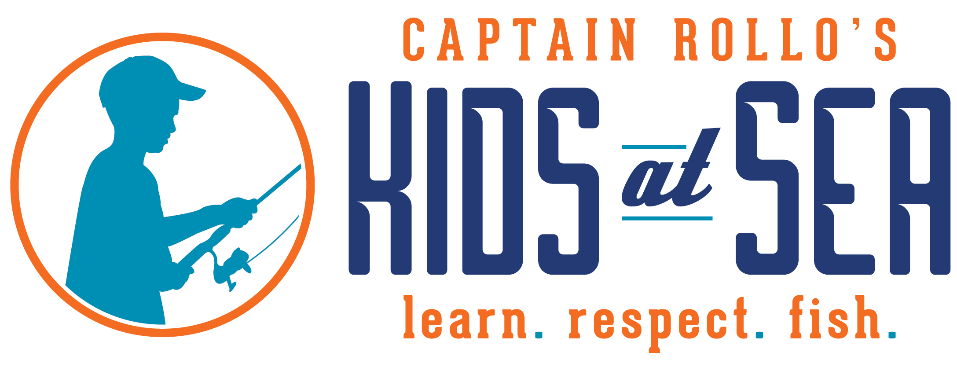 CAPTAIN ROLLO'S
KIDS at SEA
learn. respect. fish.